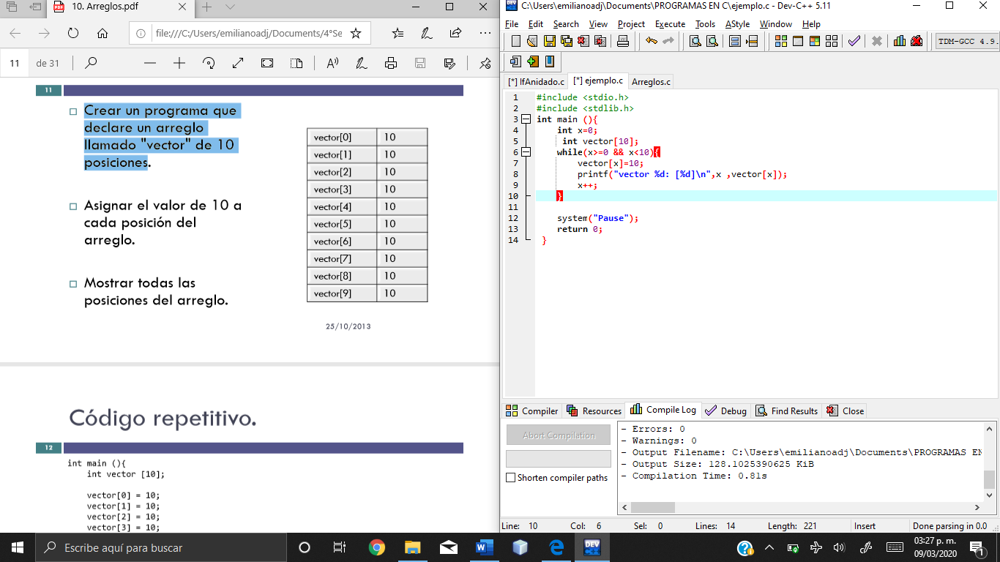 10. Arreglos.pdf
file:///C:/Users/emilianoadj/Documents/4°Se
11 de 31
11
Crear un programa que
declare un arreglo
llamado "vector" de 10
posiciones.
Asignar el valor de 10 a
cada posición del
arreglo.
Mostrar todas las
posiciones del arreglo.
vector[0] 10
vector[1] 10
vector[2] 10
vector[3] 10
vector[4] 10
vector[5] 10
vector[6] 10
vector[7] 10
vector[8] 10
vector[9] 10
25/10/2013
Código repetitivo.
12
int main (){
int vector [10];
vector[0] = 10;
vector[1] = 10;
vector[2] = 10;
vector[3] = 10;
C:\Users\emilianoadj\Documents\PROGRAMAS EN C\ejemplo.c - Dev-C++ 5.11
File Edit Search View Project Execute Tools AStyle Window Help
TDM-GCC 4.9.
[*] IfAnidado.c [*] ejemplo.c Arreglos.c
1 #include <stdio.h>
2 #include <stdlib.h>
3 int main (){
4 int x=0;
5 int vector[10];
6 while(x>=0 && x<10){
7 vector[x]=10;
8 printf("vector %d: [%d]\n",x ,vector[x]);
9 x++;
10 }
11
12 system("Pause");
13 return 0;
14 }
Compiler Resources Compile Log Debug Find Results Close
Abort Compilation
Shorten compiler paths
- Errors: 0
- Warnings: 0
- Output Filename: C:\Users\emilianoadj\Documents\PROGRAMAS EN
- Output Size: 128.1025390625 KiB
- Compilation Time: 0.81s
Line: 10 Col: 6 Sel: 0 Lines: 14 Length: 221 Insert Done parsing in 0.0
Escribe aquí para buscar
03:27 p. m.
09/03/2020
1